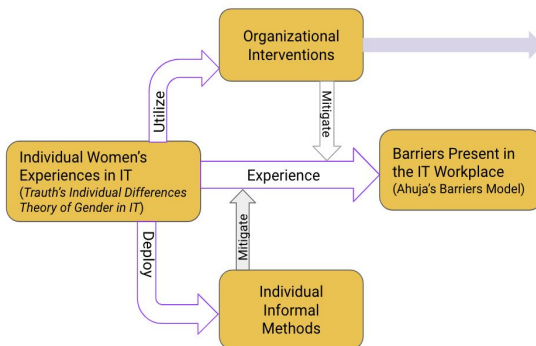 Organizational
Interventions
Utilize
Mitigate
Individual Women's
Experiences in IT
(Trauth's Individual Differences
Theory of Gender in IT)
Experience
Barriers Present in
the IT Workplace
(Ahuja's Barriers Model)
Deploy
Mitigate
Individual
Informal
Methods